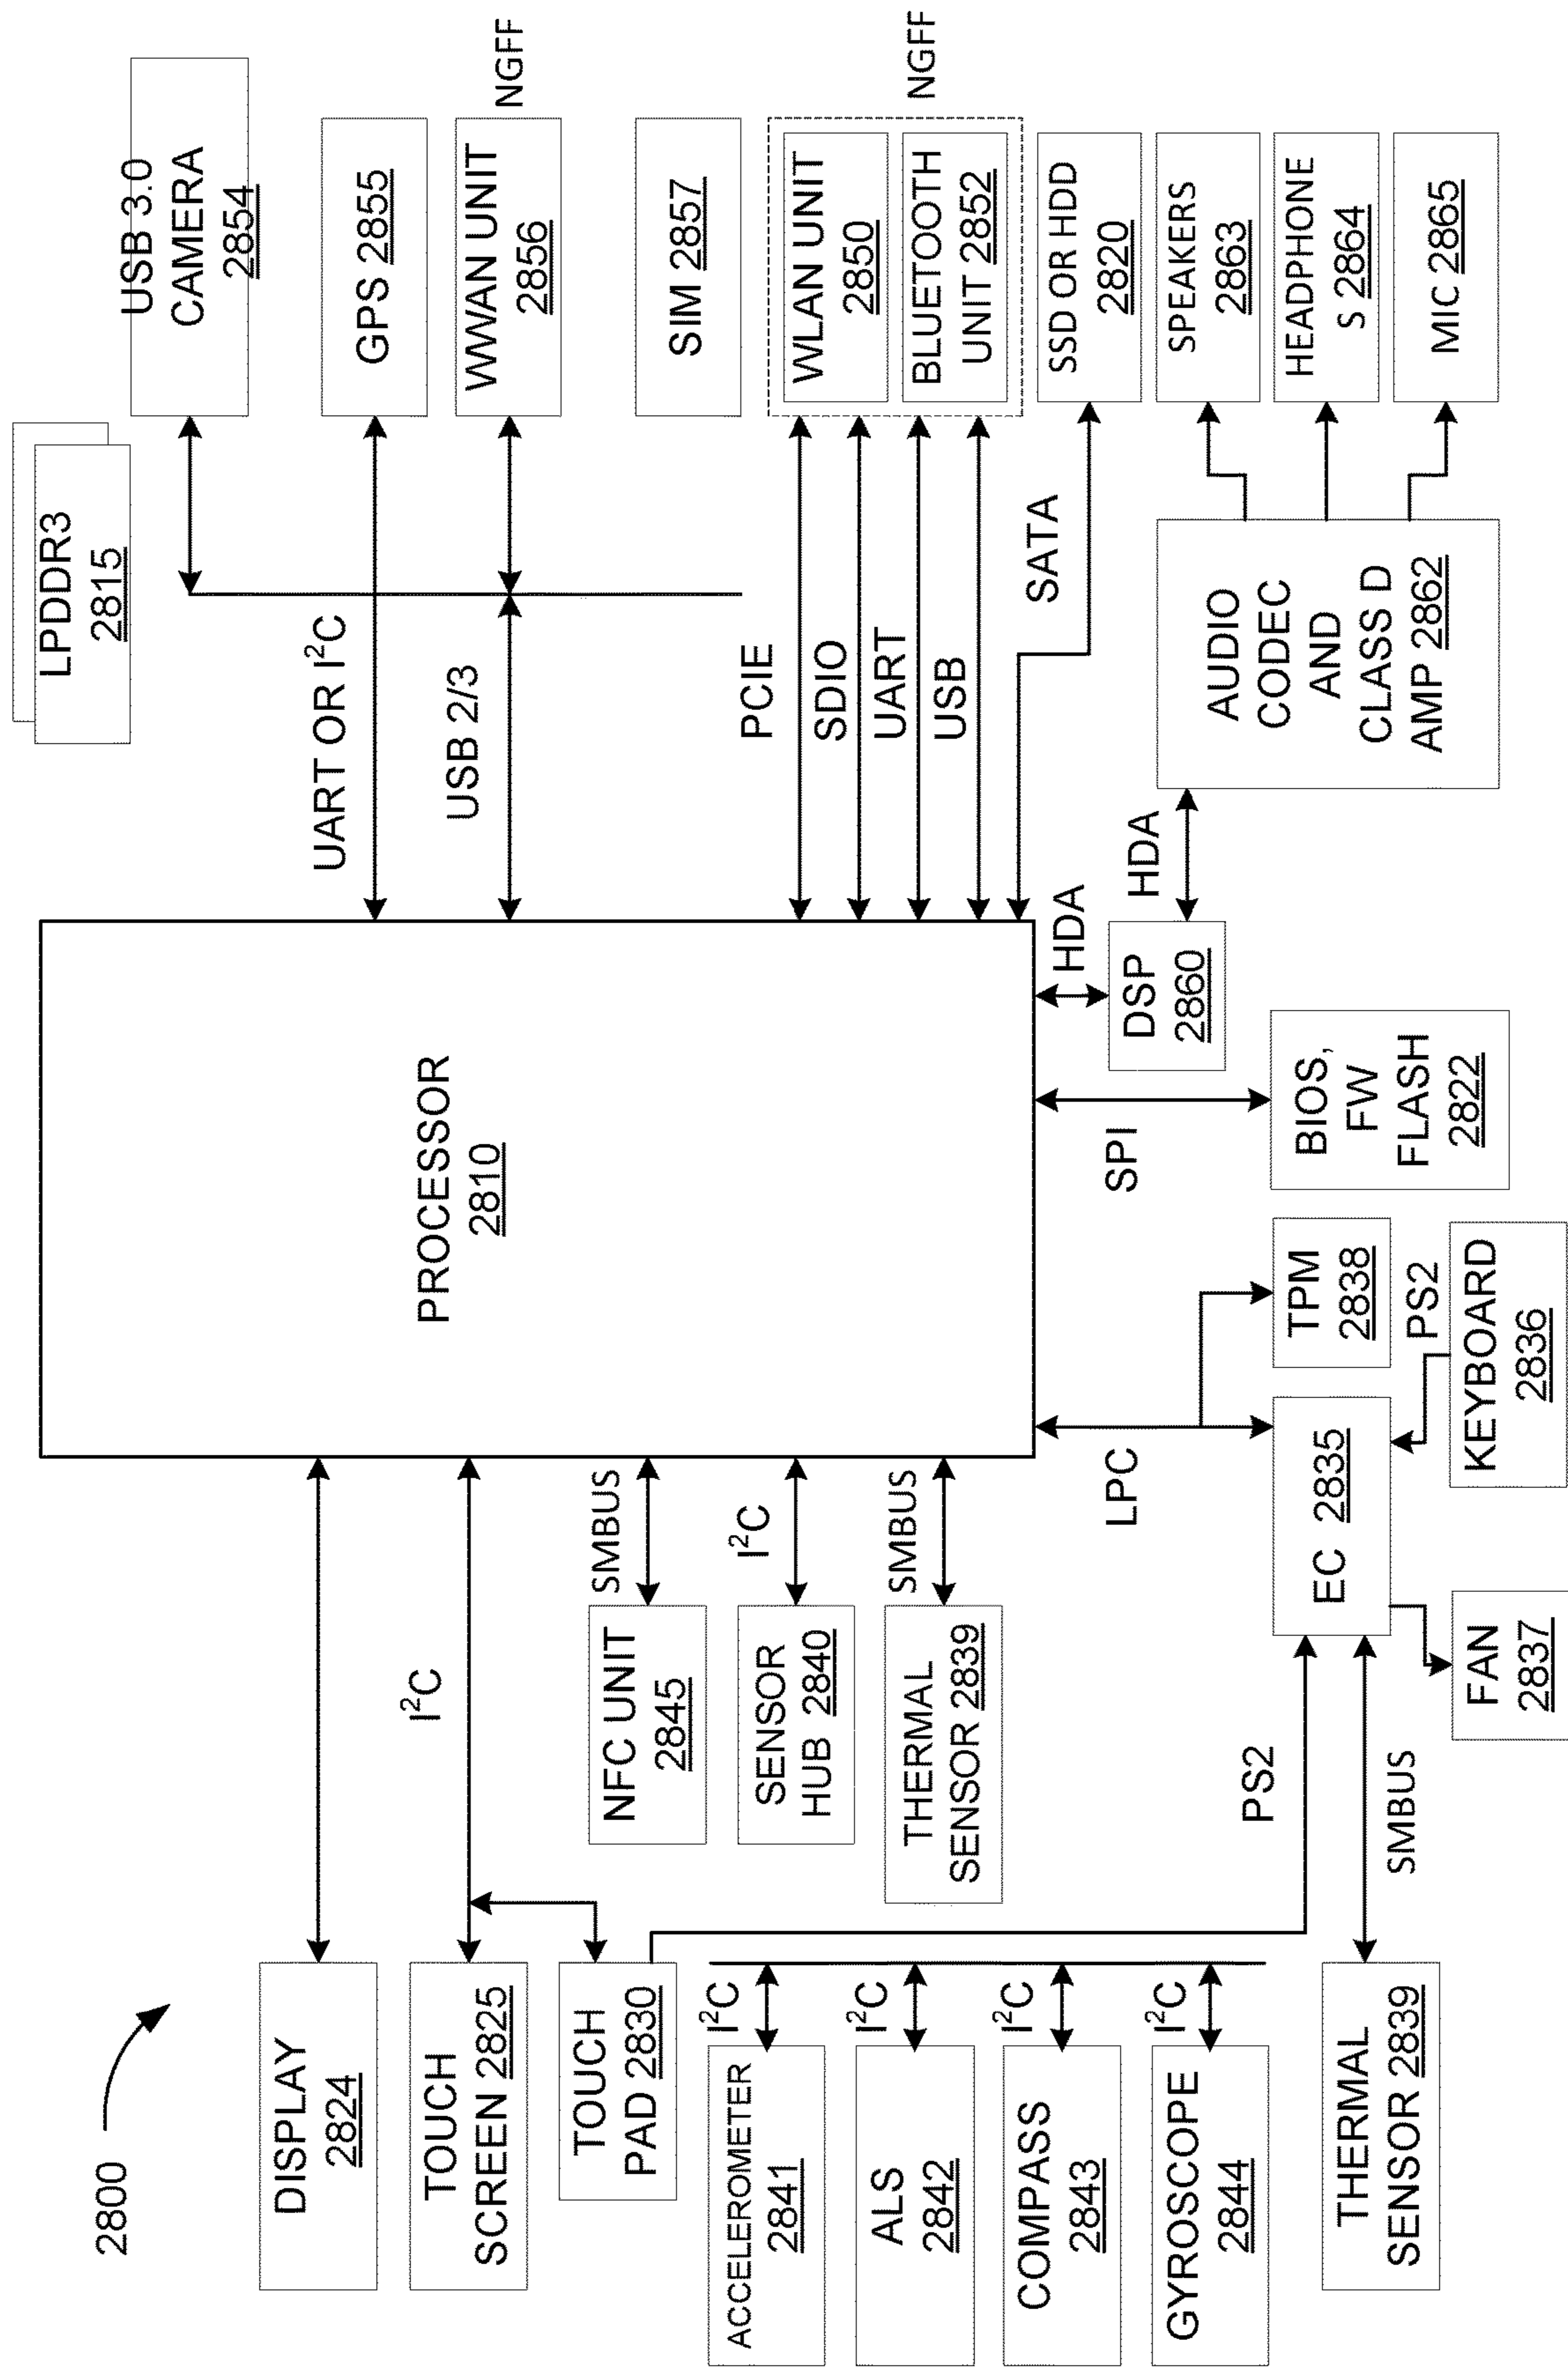 2800
LPDDR3
2815
DISPLAY
2824
TOUCH
SCREEN 2825
I²C
TOUCH
PAD 2830
PROCESSOR
2810
UART OR I²C
USB 2/3
USB 3.0
CAMERA
2854
GPS 2855
WWAN UNIT
2856
NGFF
NFC UNIT
2845
SMBUS
SENSOR
HUB 2840
I²C
THERMAL
SENSOR 2839
SMBUS
SIM 2857
PCIE
SDIO
UART
USB
WLAN UNIT
2850
BLUETOOTH
UNIT 2852
NGFF
ACCELEROMETER
2841
I²C
ALS
2842
I²C
COMPASS
2843
I²C
GYROSCOPE
2844
I²C
SATA
SSD OR HDD
2820
LPC
SPI
HDA
DSP
2860
HDA
AUDIO
CODEC
AND
CLASS D
AMP 2862
SPEAKERS
2863
HEADPHONE
S 2864
MIC 2865
PS2
THERMAL
SENSOR 2839
SMBUS
EC 2835
TPM
2838
BIOS,
FW
FLASH
2822
PS2
FAN
2837
KEYBOARD
2836